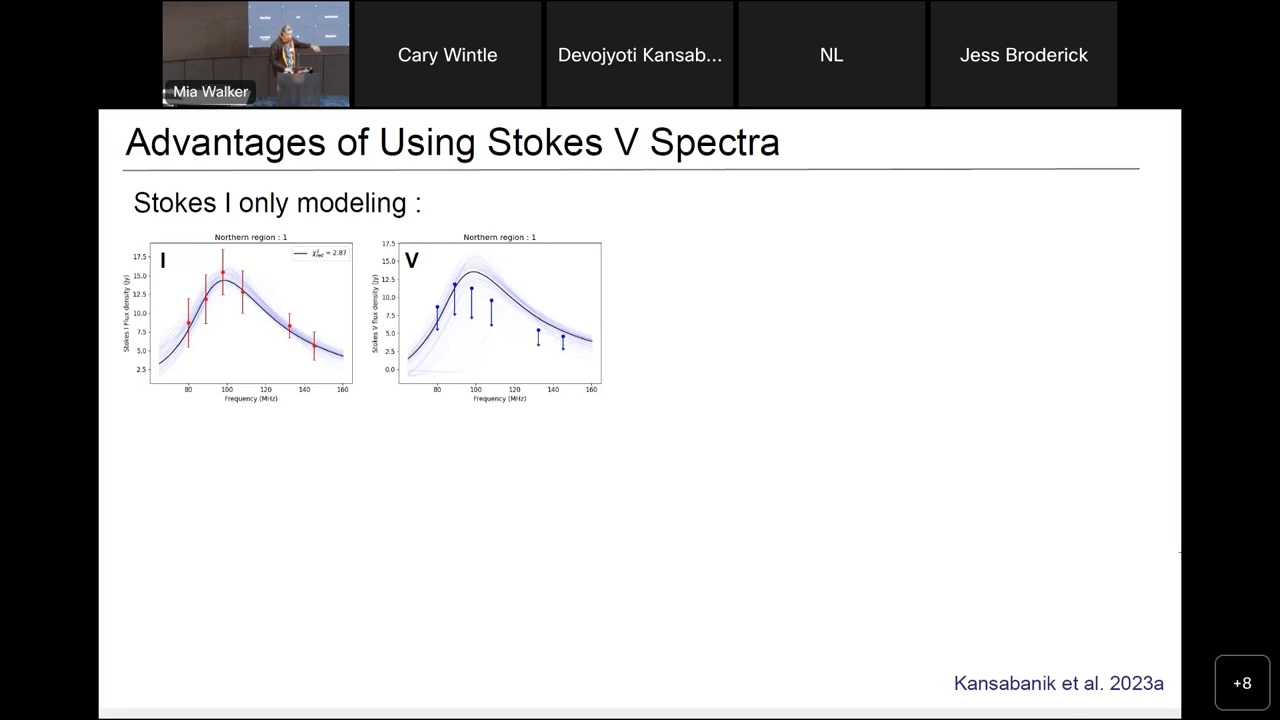 Mia Walker
Cary Wintle
Devojyoti Kansab...
NL
Jess Broderick
Advantages of Using Stokes V Spectra
Stokes I only modeling :
Northern region : 1
I
χ²red = 2.87
Stokes I Flux density (Jy)
17.5
15.0
12.5
10.0
7.5
5.0
2.5
80 100 120 140 160
Frequency (MHz)
Northern region : 1
V
Stokes V flux density (Jy)
17.5
15.0
12.5
10.0
7.5
5.0
2.5
0.0
80 100 120 140 160
Frequency (MHz)
Kansabanik et al. 2023a
+8